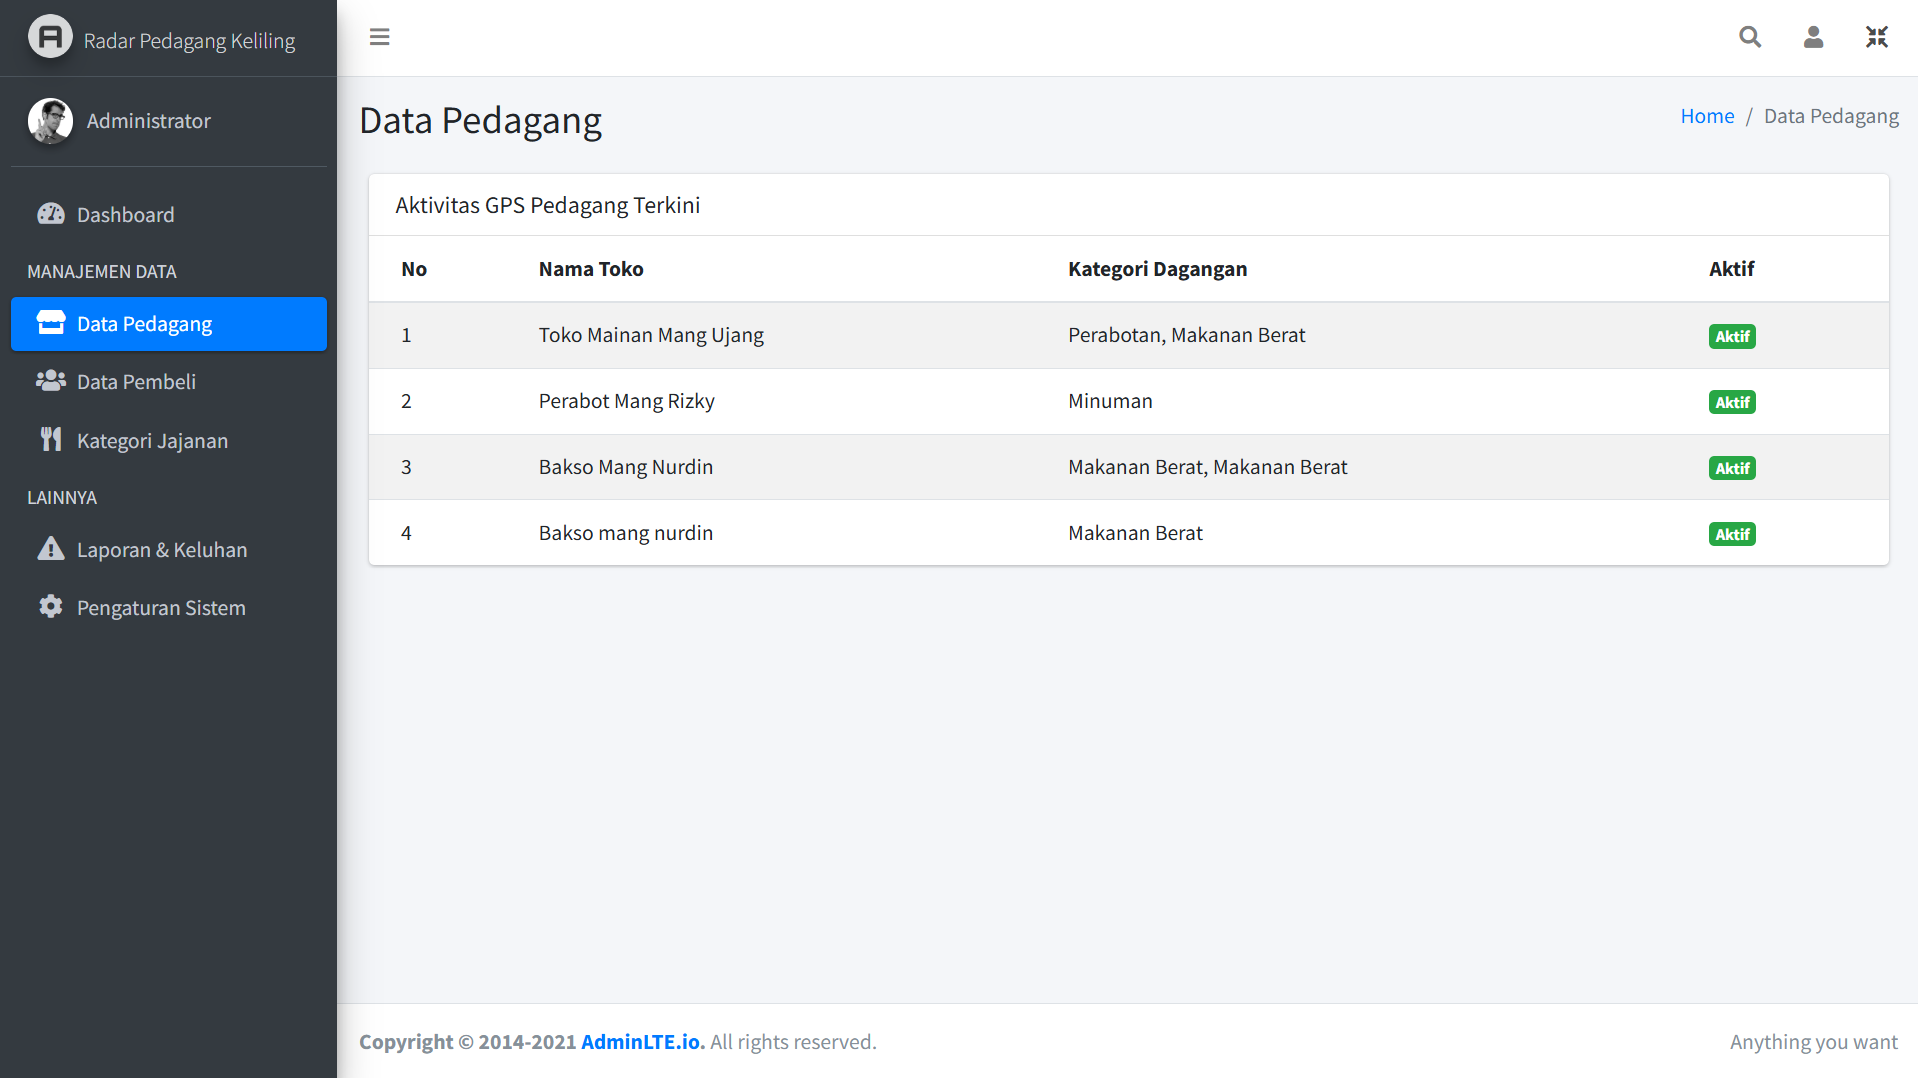 Radar Pedagang Keliling
Administrator
Dashboard
MANAJEMEN DATA
Data Pedagang
Data Pembeli
Kategori Jajanan
LAINNYA
Laporan & Keluhan
Pengaturan Sistem
Data Pedagang
Home / Data Pedagang
Aktivitas GPS Pedagang Terkini
No Nama Toko Kategori Dagangan Aktif
1 Toko Mainan Mang Ujang Perabotan, Makanan Berat Aktif
2 Perabot Mang Rizky Minuman Aktif
3 Bakso Mang Nurdin Makanan Berat, Makanan Berat Aktif
4 Bakso mang nurdin Makanan Berat Aktif
Copyright © 2014-2021 AdminLTE.io. All rights reserved.
Anything you want